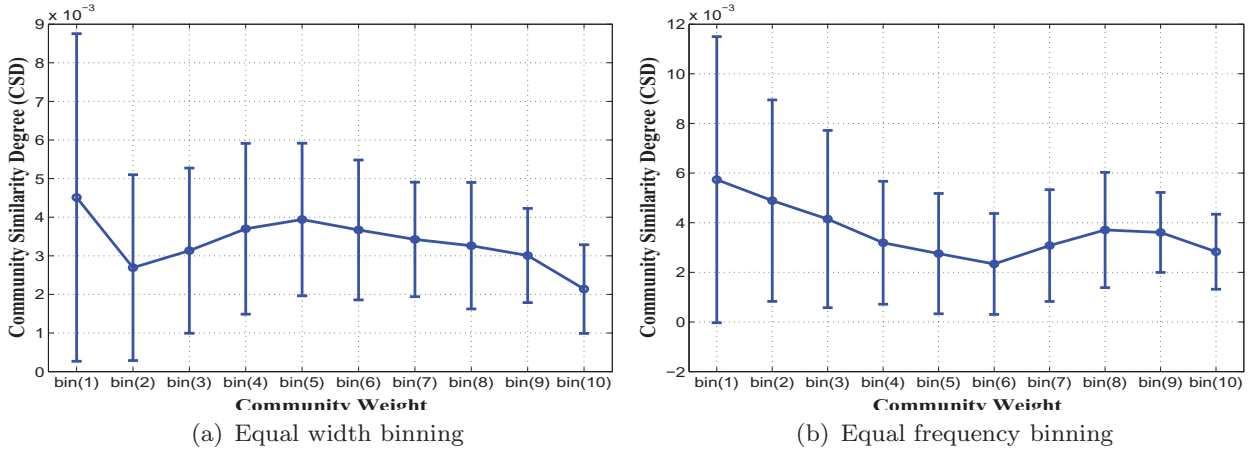 × 10⁻³
9
8
7
6
5
4
3
2
1
0
Community Similarity Degree (CSD)
bin(1) bin(2) bin(3) bin(4) bin(5) bin(6) bin(7) bin(8) bin(9) bin(10)
Community Weight
(a) Equal width binning
× 10⁻³
12
10
8
6
4
2
0
−2
Community Similarity Degree (CSD)
bin(1) bin(2) bin(3) bin(4) bin(5) bin(6) bin(7) bin(8) bin(9) bin(10)
Community Weight
(b) Equal frequency binning